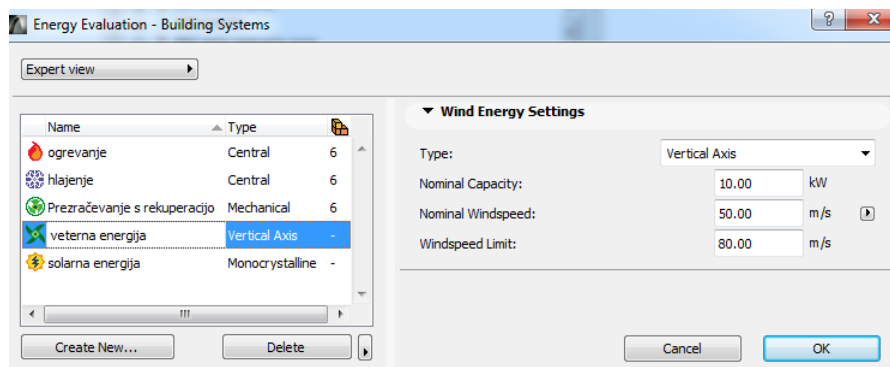 Energy Evaluation - Building Systems
Expert view
Name Type
ogrevanje Central 6
hlajenje Central 6
Prezračevanje s rekuperacijo Mechanical 6
veterna energija Vertical Axis -
solarna energija Monocrystalline -
Create New... Delete
Wind Energy Settings
Type: Vertical Axis
Nominal Capacity: 10.00 kW
Nominal Windspeed: 50.00 m/s
Windspeed Limit: 80.00 m/s
Cancel OK